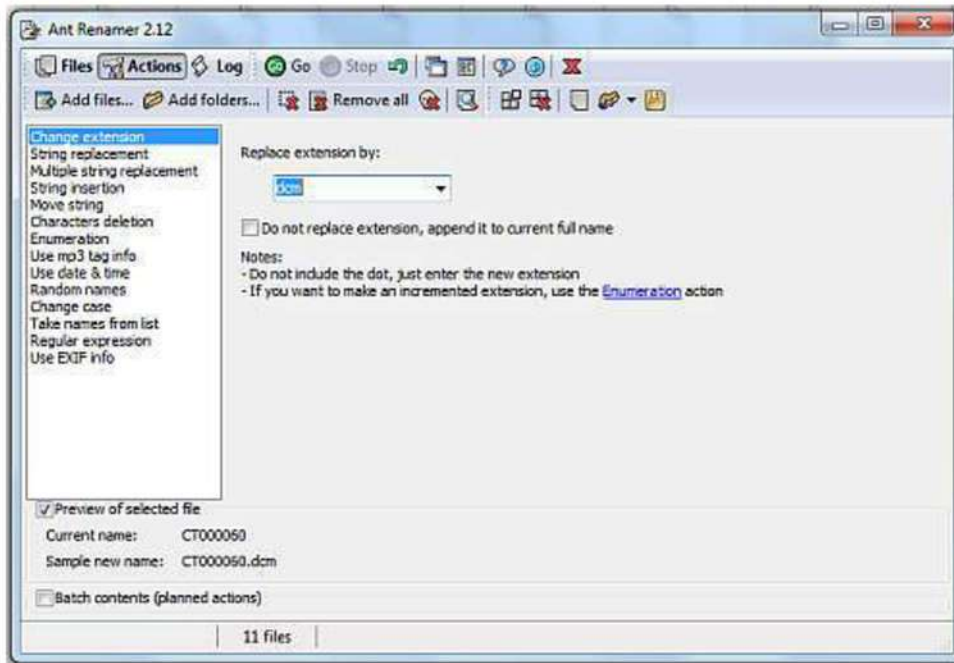 Ant Renamer 2.12
Files Actions Log Go Stop
Add files... Add folders... Remove all
Change extension
String replacement
Multiple string replacement
String insertion
Move string
Characters deletion
Enumeration
Use mp3 tag info
Use date & time
Random names
Change case
Take names from list
Regular expression
Use EXIF info
Replace extension by:
dcm
Do not replace extension, append it to current full name
Notes:
- Do not include the dot, just enter the new extension
- If you want to make an incremented extension, use the Enumeration action
Preview of selected file
Current name: CT000060
Sample new name: CT000060.dcm
Batch contents (planned actions)
11 files